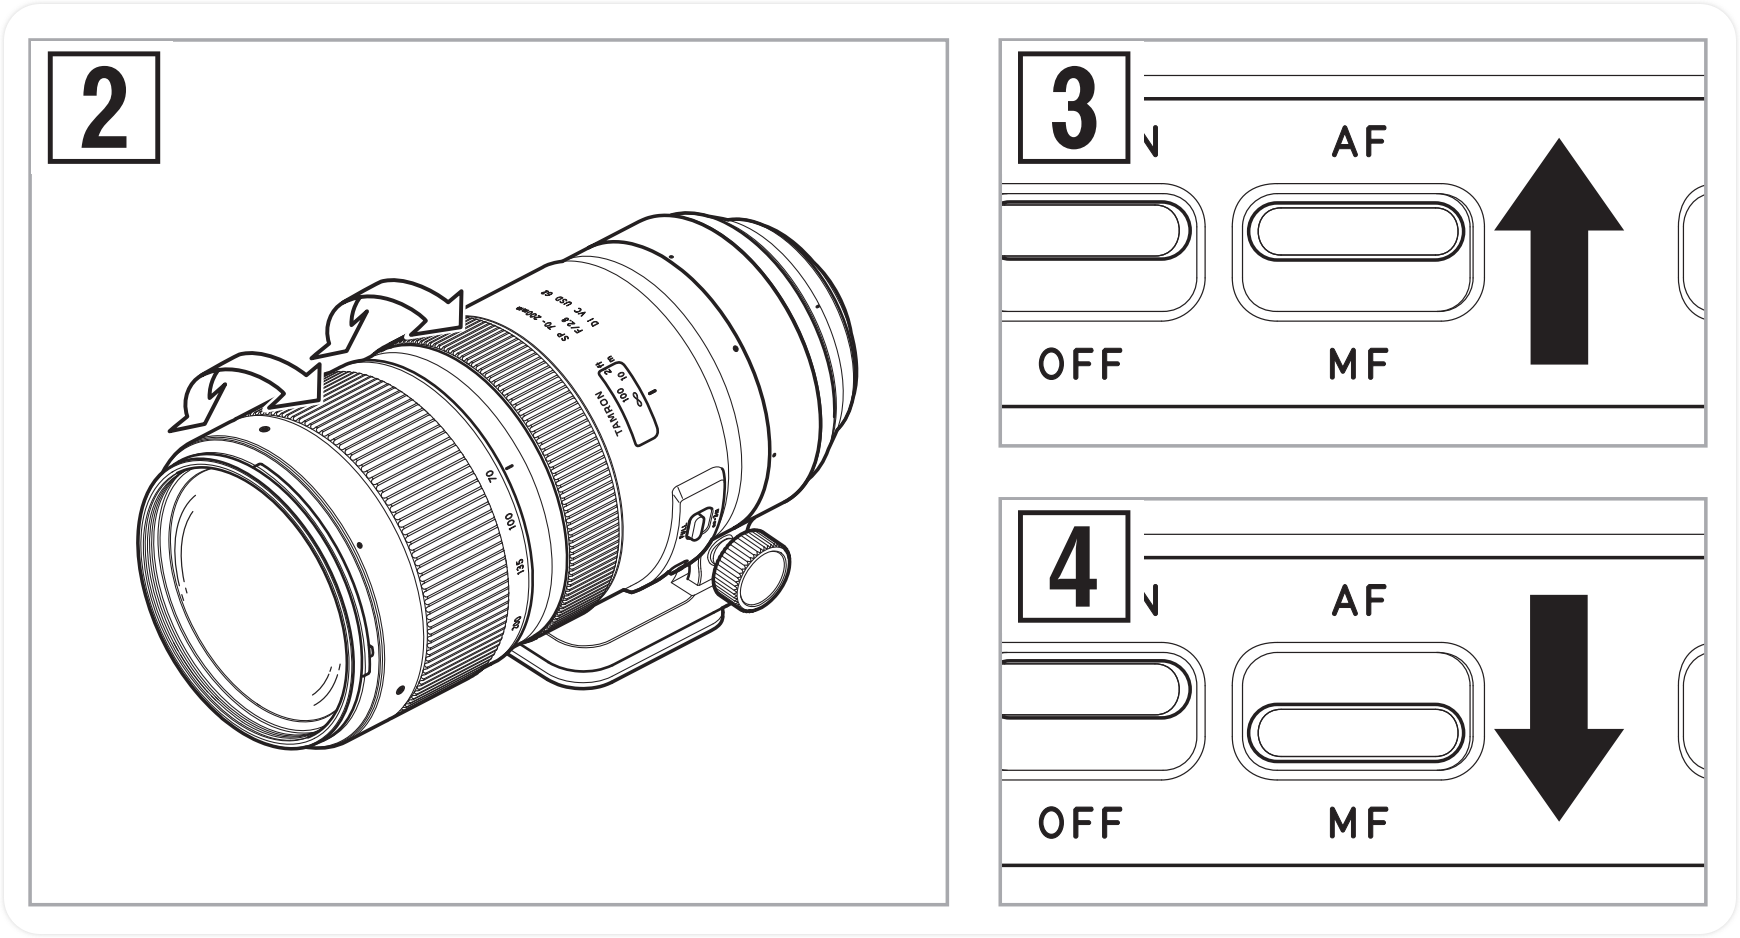 2
SP 70-200mm
F/2.8
Di VC USD G2
TAMRON
ft
m
10
100
∞
70
100
135
200
3
N
AF
OFF
MF
4
N
AF
OFF
MF